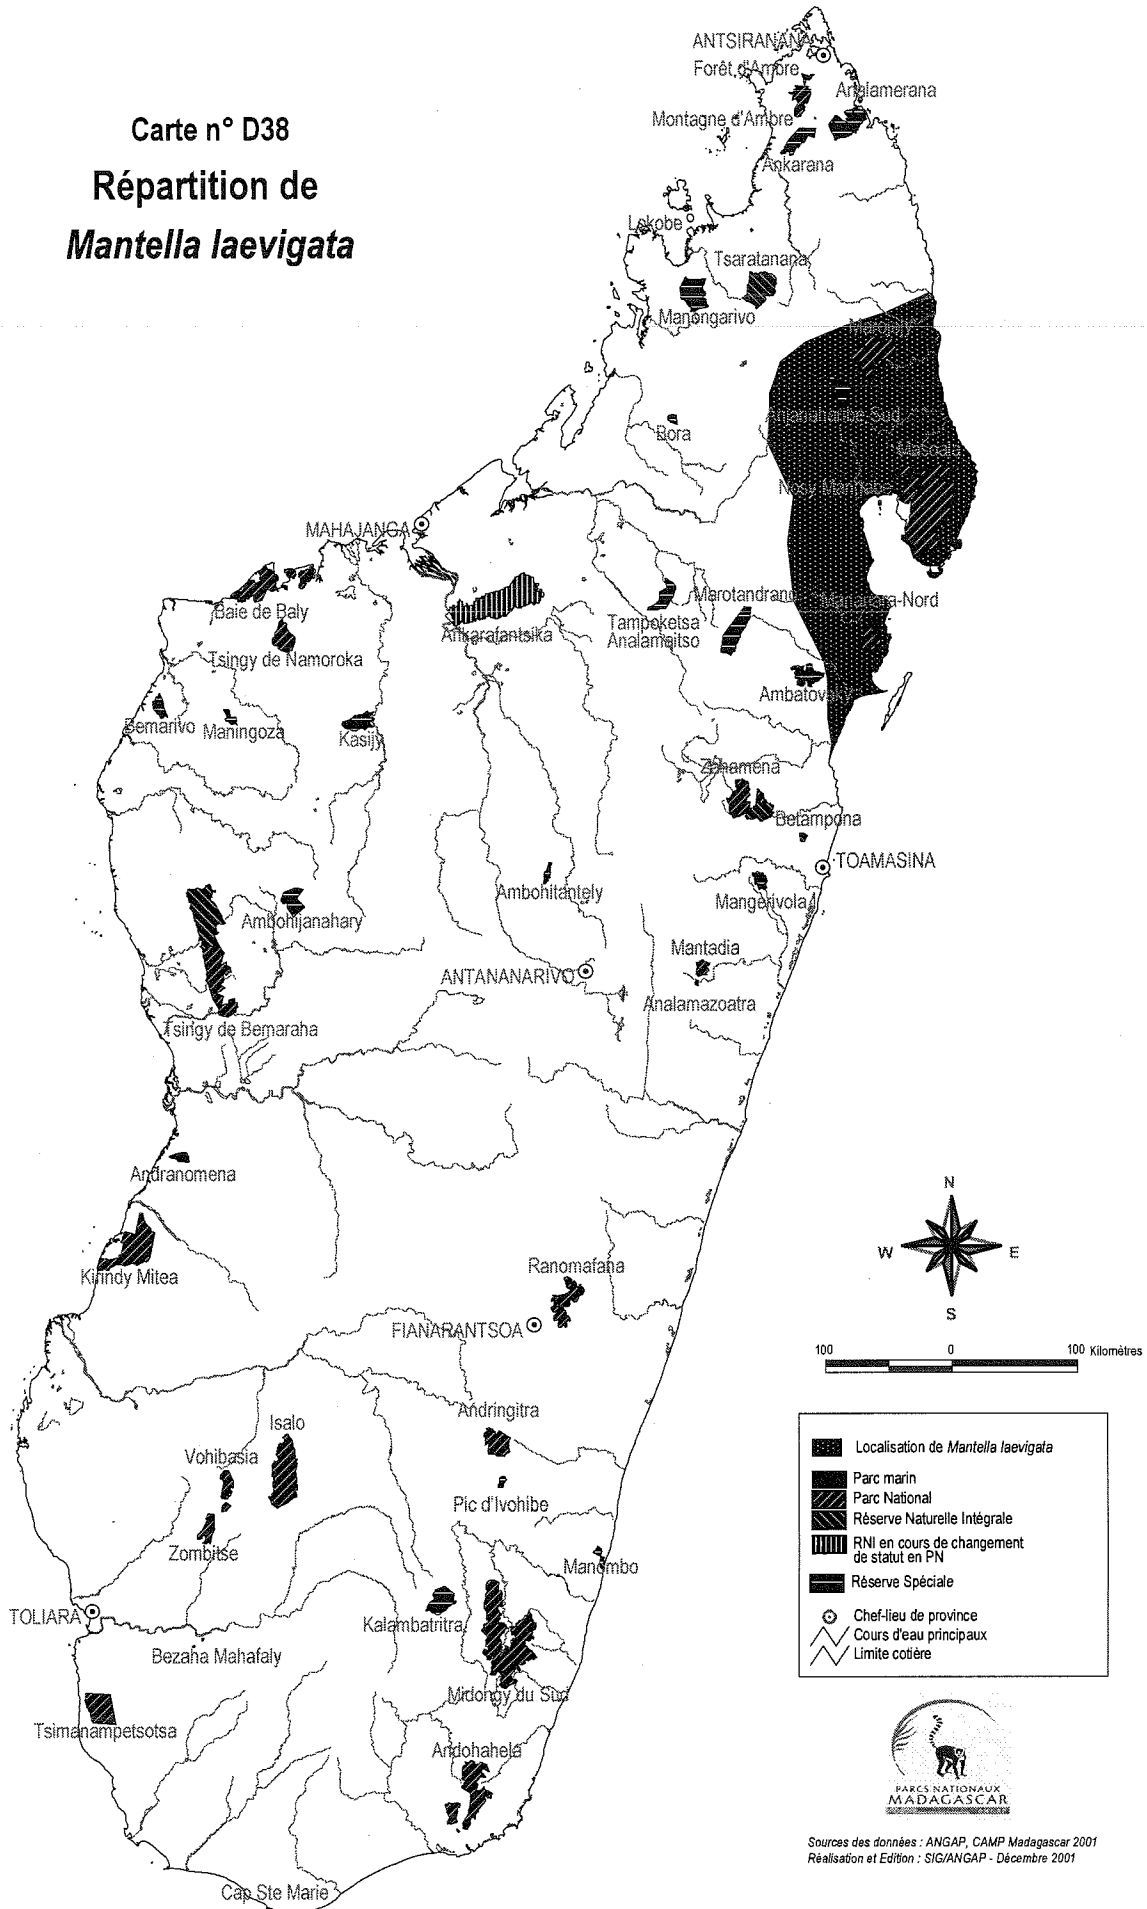 Carte n° D38
Répartition de
Mantella laevigata
ANTSIRANANA
Forêt d'Ambre
Analamerana
Montagne d'Ambre
Ankarana
Lokobe
Tsaratanana
Manongarivo
Marojejy
Anjanaharibe-Sud
Bora
Masoala
Nosy Mangabe
MAHAJANGA
Baie de Baly
Ankarafantsika
Tampoketsa
Analamaitso
Marotandrano
Mananara-Nord
Tsingy de Namoroka
Ambatovaky
Bemarivo
Maningoza
Kasijy
Zahamena
Betampona
TOAMASINA
Ambohitantely
Mangerivola
Ambohijanahary
Mantadia
ANTANANARIVO
Analamazoatra
Tsingy de Bemaraha
Andranomena
N
W
E
S
Kirindy Mitea
Ranomafana
FIANARANTSOA
100
0
100 Kilomètres
Andringitra
Isalo
Vohibasia
Pic d'Ivohibe
Zombitse
Manombo
TOLIARA
Kalambatritra
Bezaha Mahafaly
Midongy du Sud
Tsimanampetsotsa
Andohahela
Cap Ste Marie
Localisation de Mantella laevigata
Parc marin
Parc National
Réserve Naturelle Intégrale
RNI en cours de changement
de statut en PN
Réserve Spéciale
Chef-lieu de province
Cours d'eau principaux
Limite cotière
PARCS NATIONAUX
MADAGASCAR
Sources des données : ANGAP, CAMP Madagascar 2001
Réalisation et Edition : SIG/ANGAP - Décembre 2001